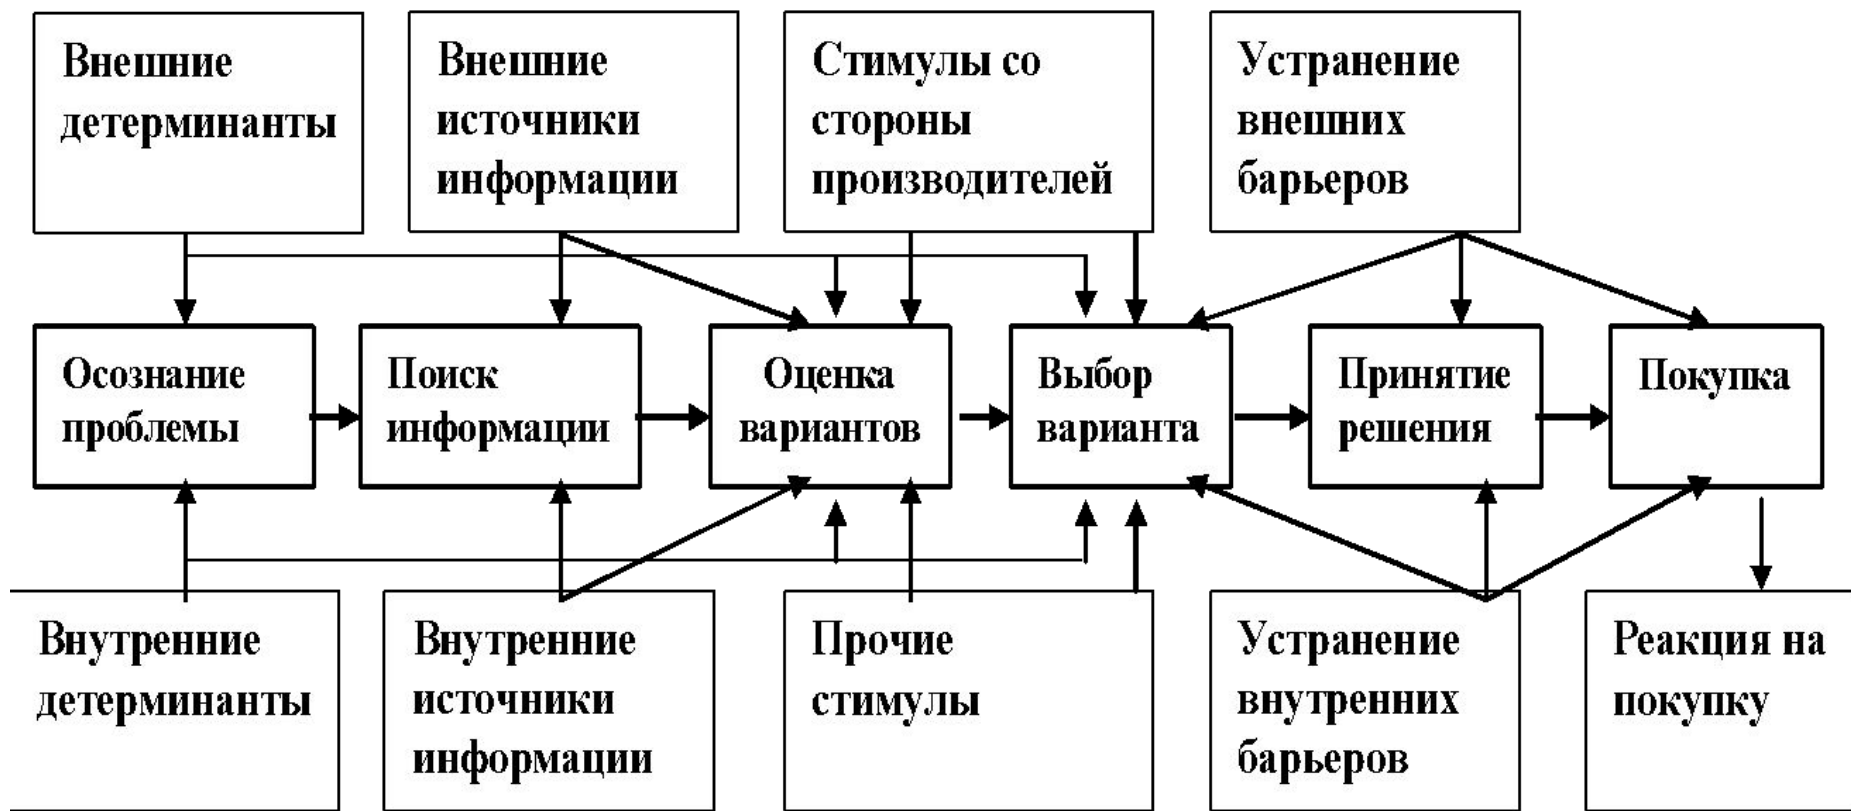 Внешние
детерминанты
Внешние
источники
информации
Стимулы со
стороны
производителей
Устранение
внешних
барьеров
Осознание
проблемы
Поиск
информации
Оценка
вариантов
Выбор
варианта
Принятие
решения
Покупка
Внутренние
детерминанты
Внутренние
источники
информации
Прочие
стимулы
Устранение
внутренних
барьеров
Реакция на
покупку